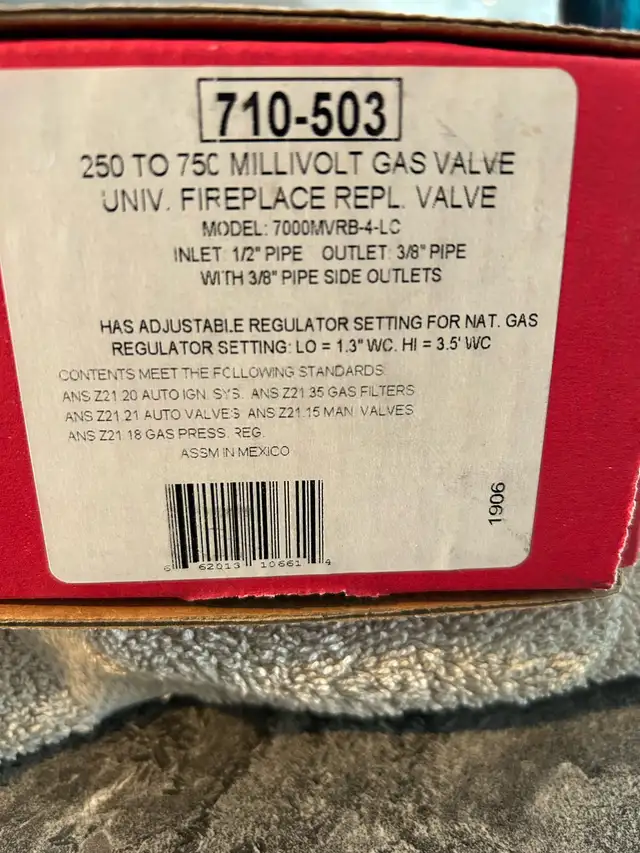 710-503
250 TO 750 MILLIVOLT GAS VALVE
UNIV. FIREPLACE REPL. VALVE
MODEL: 7000MVRB-4-LC
INLET: 1/2" PIPE OUTLET: 3/8" PIPE
WITH 3/8" PIPE SIDE OUTLETS
HAS ADJUSTABLE REGULATOR SETTING FOR NAT. GAS
REGULATOR SETTING: LO = 1.3" WC. HI = 3.5' WC
CONTENTS MEET THE FOLLOWING STANDARDS:
ANS Z21.20 AUTO IGN. SYS. ANS Z21.35 GAS FILTERS
ANS Z21.21 AUTO VALVES ANS Z21.15 MAN. VALVES
ANS Z21.18 GAS PRESS. REG.
ASSM IN MEXICO
1906
6 62013 10661 4